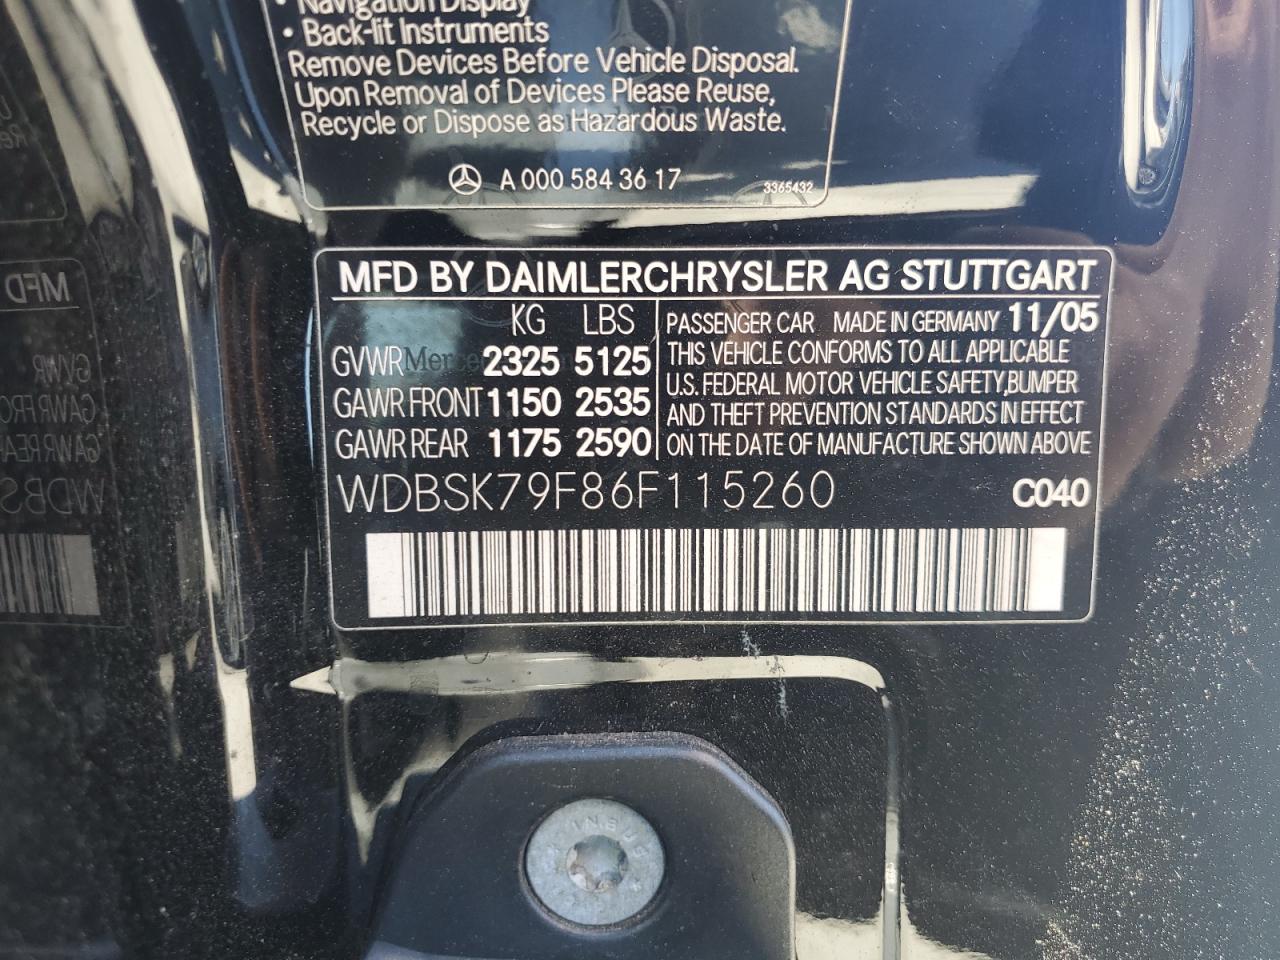 • Navigation Display
• Back-lit Instruments
Remove Devices Before Vehicle Disposal.
Upon Removal of Devices Please Reuse,
Recycle or Dispose as Hazardous Waste.
A 000 584 36 17
3365432
MFD BY DAIMLERCHRYSLER AG STUTTGART
KG LBS
GVWR 2325 5125
GAWR FRONT 1150 2535
GAWR REAR 1175 2590
PASSENGER CAR MADE IN GERMANY 11/05
THIS VEHICLE CONFORMS TO ALL APPLICABLE
U.S. FEDERAL MOTOR VEHICLE SAFETY,BUMPER
AND THEFT PREVENTION STANDARDS IN EFFECT
ON THE DATE OF MANUFACTURE SHOWN ABOVE
WDBSK79F86F115260
C040
INBUS
MFD
GVWR